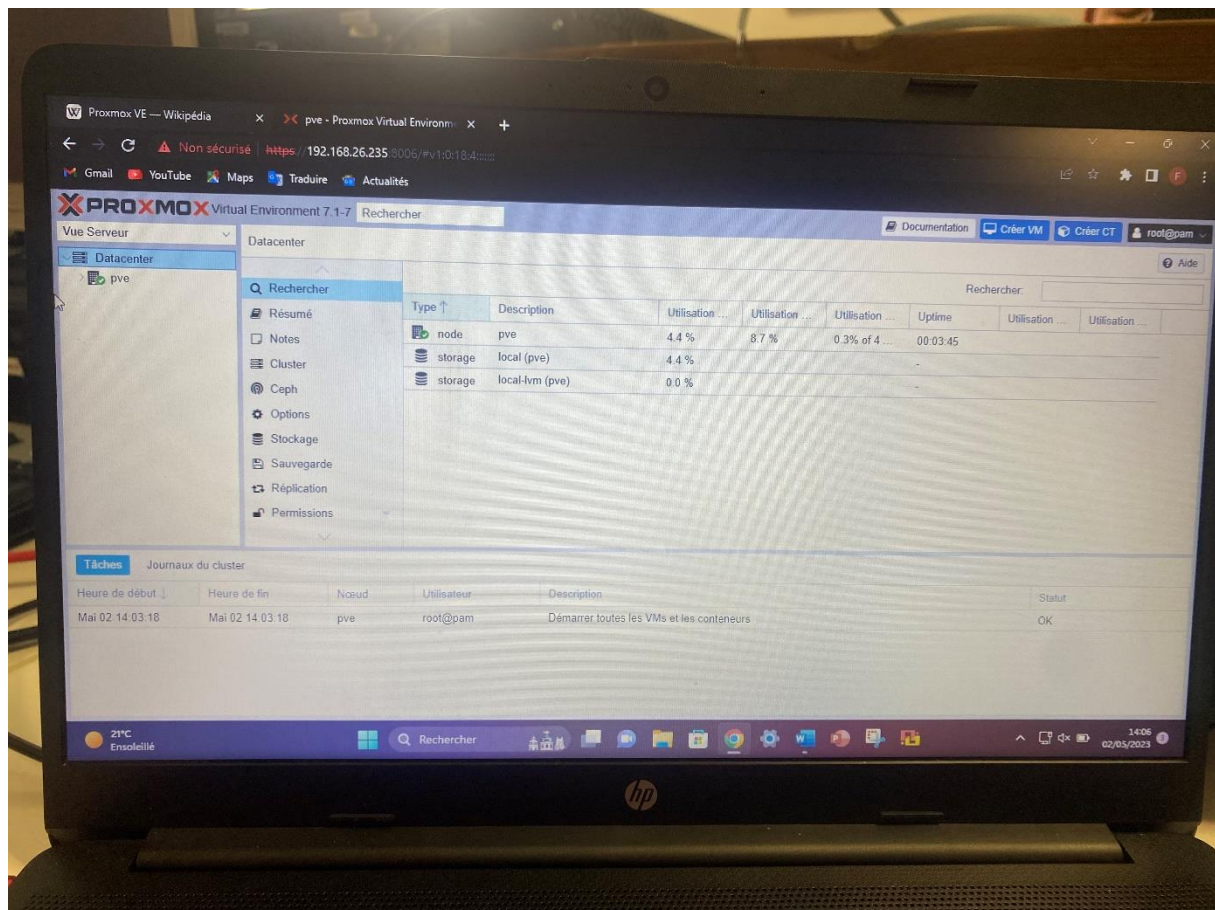 Proxmox VE — Wikipédia
pve - Proxmox Virtual Environm
Non sécurisé https://192.168.26.235:8006/#v1:0:18:4:::::::
Gmail YouTube Maps Traduire Actualités
F
PROXMOX Virtual Environment 7.1-7 Rechercher
Documentation Créer VM Créer CT root@pam
Vue Serveur
Datacenter
pve
Datacenter
Aide
Rechercher
Résumé
Notes
Cluster
Ceph
Options
Stockage
Sauvegarde
Réplication
Permissions
Rechercher:
Type Description Utilisation ... Utilisation ... Utilisation ... Uptime Utilisation ... Utilisation ...
node pve 4.4 % 8.7 % 0.3% of 4 ... 00:03:45
storage local (pve) 4.4 % -
storage local-lvm (pve) 0.0 % -
Tâches Journaux du cluster
Heure de début Heure de fin Nœud Utilisateur Description Statut
Mai 02 14:03:18 Mai 02 14:03:18 pve root@pam Démarrer toutes les VMs et les conteneurs OK
21°C
Ensoleillé
Rechercher
14:06
02/05/2023
hp